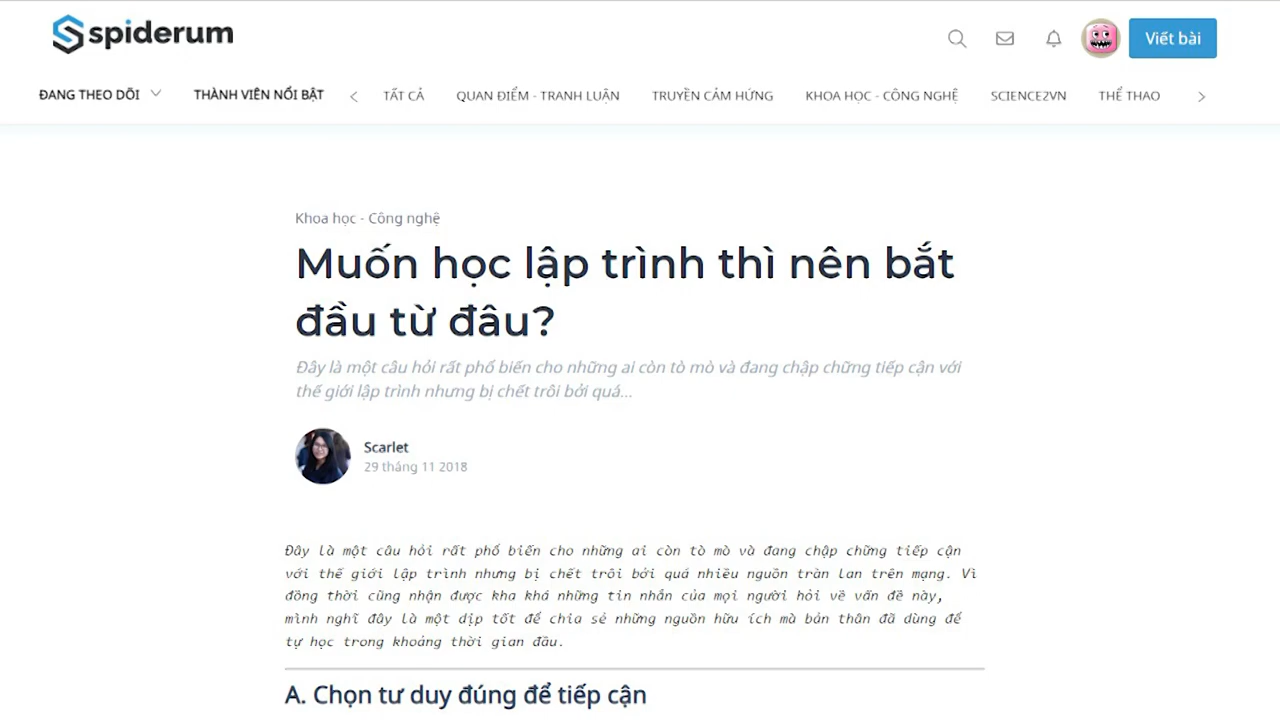 spiderum
Viết bài
ĐANG THEO DÕI
THÀNH VIÊN NỔI BẬT
TẤT CẢ
QUAN ĐIỂM - TRANH LUẬN
TRUYỀN CẢM HỨNG
KHOA HỌC - CÔNG NGHỆ
SCIENCE2VN
THỂ THAO
Khoa học - Công nghệ
Muốn học lập trình thì nên bắt
đầu từ đâu?
Đây là một câu hỏi rất phổ biến cho những ai còn tò mò và đang chập chững tiếp cận với
thế giới lập trình nhưng bị chết trôi bởi quá...
Scarlet
29 tháng 11 2018
Đây là một câu hỏi rất phổ biến cho những ai còn tò mò và đang chập chững tiếp cận
với thế giới lập trình nhưng bị chết trôi bởi quá nhiều nguồn tràn lan trên mạng. Vì
đồng thời cũng nhận được kha khá những tin nhắn của mọi người hỏi về vấn đề này,
mình nghĩ đây là một dịp tốt để chia sẻ những nguồn hữu ích mà bản thân đã dùng để
tự học trong khoảng thời gian đầu.
A. Chọn tư duy đúng để tiếp cận